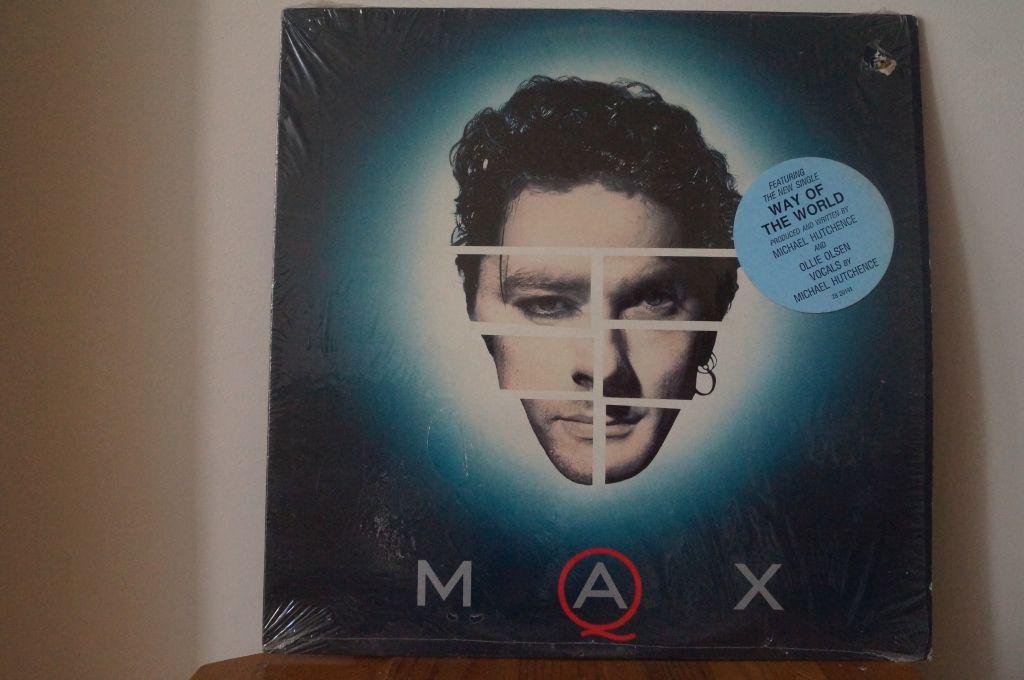 FEATURING
THE NEW SINGLE
WAY OF
THE WORLD
PRODUCED AND WRITTEN BY
MICHAEL HUTCHENCE
AND
OLLIE OLSEN
VOCALS BY
MICHAEL HUTCHENCE
M A X
Q